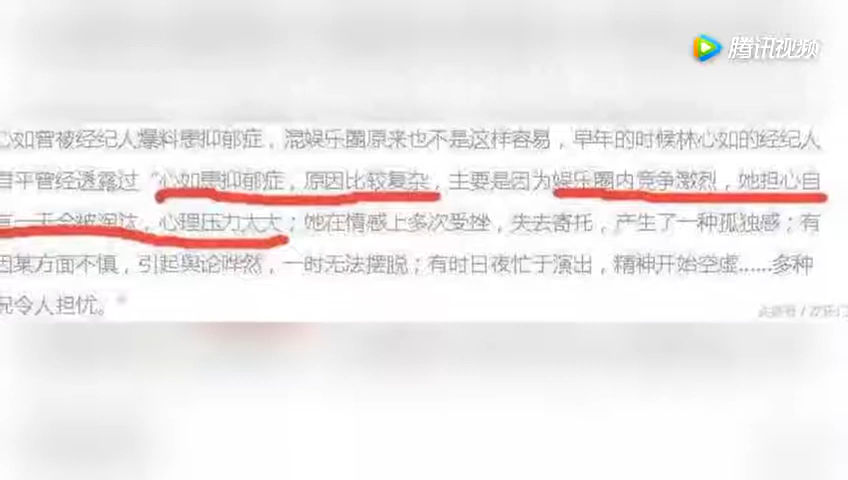 腾讯视频
心如曾被经纪人爆料患抑郁症，混娱乐圈原来也不是这样容易，早年的时候林心如的经纪人
平曾经透露过“心如患抑郁症，原因比较复杂，主要是因为娱乐圈内竞争激烈，她担心自
有一天会被淘汰，心理压力太大；她在情感上多次受挫，失去寄托，产生了一种孤独感；有
因某方面不慎，引起舆论哗然，一时无法摆脱；有时日夜忙于演出，精神开始空虚……多种
况令人担忧。”